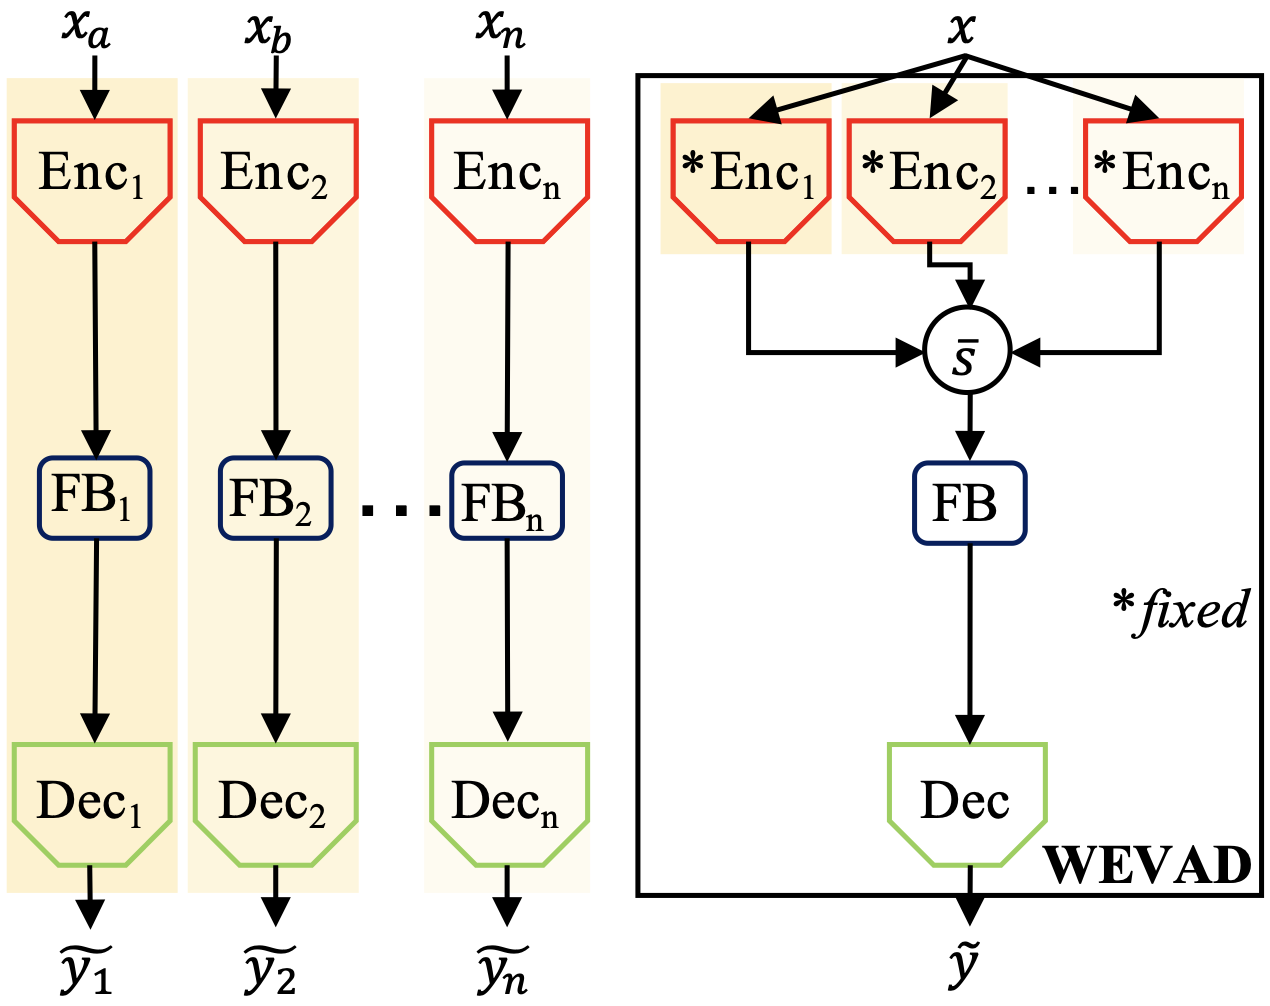 x_a x_b x_n x
Enc₁ Enc₂ Encₙ *Enc₁ *Enc₂ ... *Encₙ
s̄
FB₁ FB₂ ... FBₙ FB
*fixed
Dec₁ Dec₂ Decₙ Dec
WEVAD
ỹ₁ ỹ₂ ỹₙ ỹ